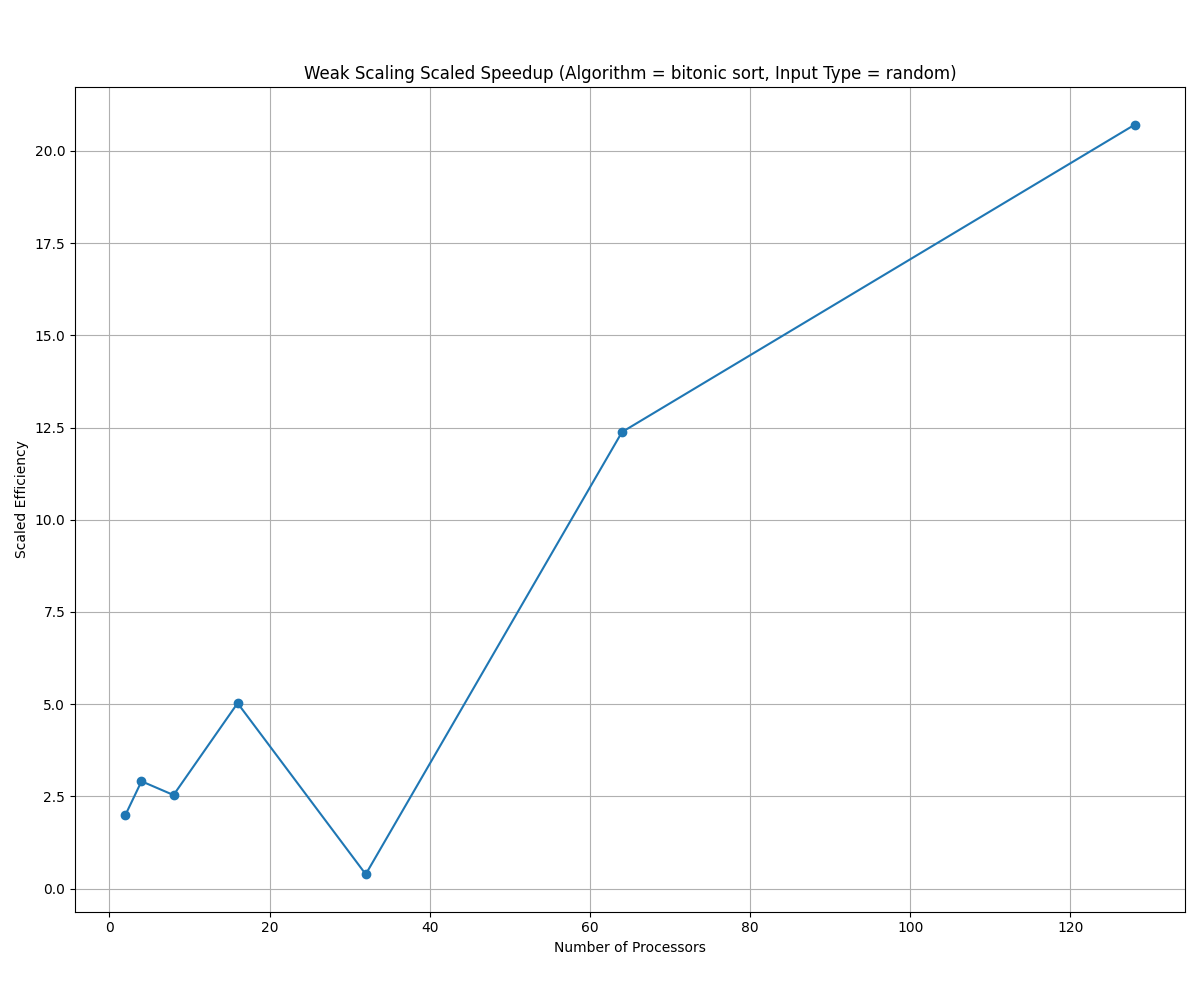 Weak Scaling Scaled Speedup (Algorithm = bitonic sort, Input Type = random)
Scaled Efficiency
20.0
17.5
15.0
12.5
10.0
7.5
5.0
2.5
0.0
0 20 40 60 80 100 120
Number of Processors